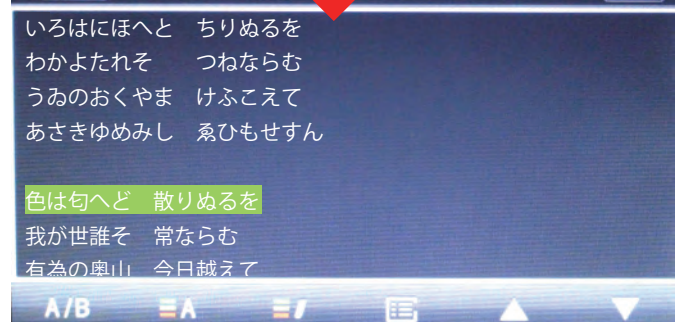 いろはにほへと　ちりぬるを
わかよたれそ　　つねならむ
うゐのおくやま　けふこえて
あさきゆめみし　ゑひもせすん
色は匂へど　散りぬるを
我が世誰そ　常ならむ
有為の奥山　今日越えて
A/B A